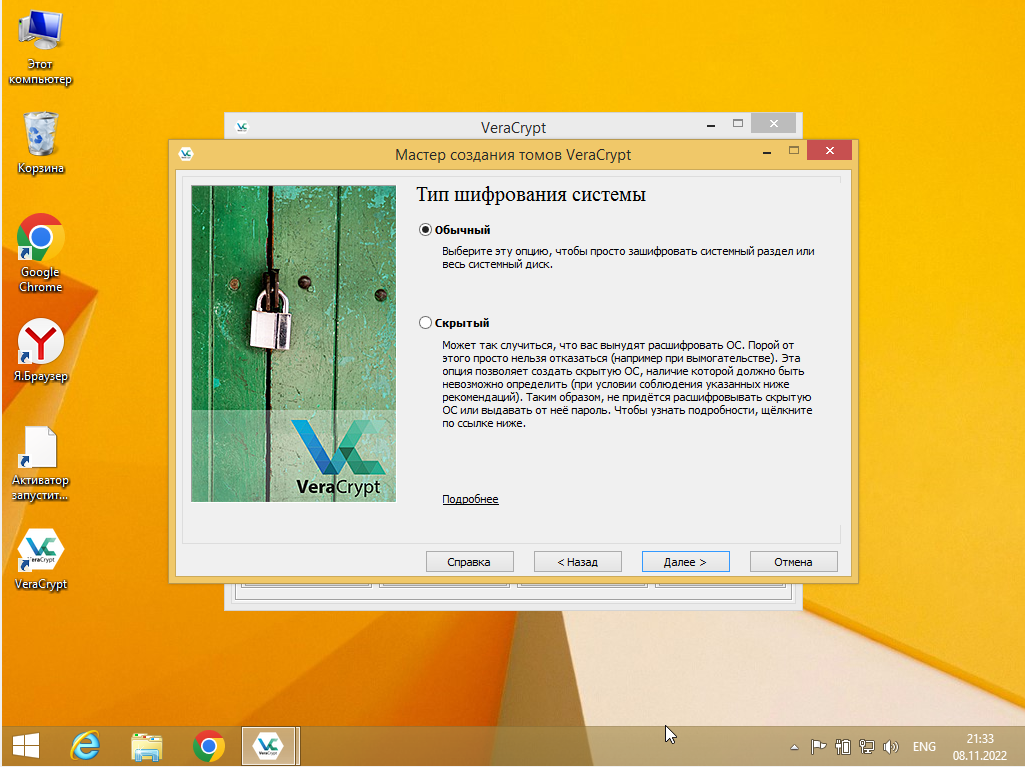 Этот
компьютер
Корзина
Google
Chrome
Я.Браузер
Активатор
запустит...
VeraCrypt
VeraCrypt
Мастер создания томов VeraCrypt
VeraCrypt
Тип шифрования системы
Обычный
Выберите эту опцию, чтобы просто зашифровать системный раздел или
весь системный диск.
Скрытый
Может так случиться, что вас вынудят расшифровать ОС. Порой от
этого просто нельзя отказаться (например при вымогательстве). Эта
опция позволяет создать скрытую ОС, наличие которой должно быть
невозможно определить (при условии соблюдения указанных ниже
рекомендаций). Таким образом, не придётся расшифровывать скрытую
ОС или выдавать от неё пароль. Чтобы узнать подробности, щёлкните
по ссылке ниже.
Подробнее
Справка
< Назад
Далее >
Отмена
ENG
21:33
08.11.2022